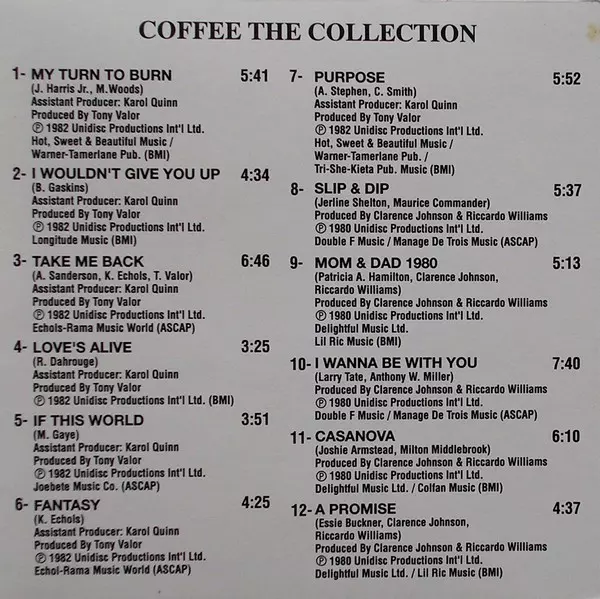 COFFEE THE COLLECTION
1- MY TURN TO BURN 5:41
(J. Harris Jr., M.Woods)
Assistant Producer: Karol Quinn
Produced By Tony Valor
Ⓟ 1982 Unidisc Productions Int'l Ltd.
Hot, Sweet & Beautiful Music /
Warner-Tamerlane Pub. (BMI)
2- I WOULDN'T GIVE YOU UP 4:34
(B. Gaskins)
Assistant Producer: Karol Quinn
Produced By Tony Valor
Ⓟ 1982 Unidisc Productions Int'l Ltd.
Longitude Music (BMI)
3- TAKE ME BACK 6:46
(A. Sanderson, K. Echols, T. Valor)
Assistant Producer: Karol Quinn
Produced By Tony Valor
Ⓟ 1982 Unidisc Productions Int'l Ltd.
Echols-Rama Music World (ASCAP)
4- LOVE'S ALIVE 3:25
(R. Dahrouge)
Assistant Producer: Karol Quinn
Produced By Tony Valor
Ⓟ 1982 Unidisc Productions Int'l Ltd. (BMI)
5- IF THIS WORLD 3:51
(M. Gaye)
Assistant Producer: Karol Quinn
Produced By Tony Valor
Ⓟ 1982 Unidisc Productions Int'l Ltd.
Joebete Music Co. (ASCAP)
6- FANTASY 4:25
(K. Echols)
Assistant Producer: Karol Quinn
Produced By Tony Valor
Ⓟ 1982 Unidisc Productions Int'l Ltd.
Echol-Rama Music World (ASCAP)
7- PURPOSE 5:52
(A. Stephen, C. Smith)
Assistant Producer: Karol Quinn
Produced By Tony Valor
Ⓟ 1982 Unidisc Productions Int'l Ltd.
Hot, Sweet & Beautiful Music /
Warner-Tamerlane Pub. /
Tri-She-Kieta Pub. Music (BMI)
8- SLIP & DIP 5:37
(Jerline Shelton, Maurice Commander)
Produced By Clarence Johnson & Riccardo Williams
Ⓟ 1980 Unidisc Productions Int'l Ltd.
Double F Music / Manage De Trois Music (ASCAP)
9- MOM & DAD 1980 5:13
(Patricia A. Hamilton, Clarence Johnson,
Riccardo Williams)
Produced By Clarence Johnson & Riccardo Williams
Ⓟ 1980 Unidisc Productions Int'l Ltd.
Delightful Music Ltd.
Lil Ric Music (BMI)
10- I WANNA BE WITH YOU 7:40
(Larry Tate, Anthony W. Miller)
Produced By Clarence Johnson & Riccardo Williams
Ⓟ 1980 Unidisc Productions Int'l Ltd.
Double F Music / Manage De Trois Music (ASCAP)
11- CASANOVA 6:10
(Joshie Armstead, Milton Middlebrook)
Produced By Clarence Johnson & Riccardo Williams
Ⓟ 1980 Unidisc Productions Int'l Ltd.
Delightful Music Ltd. / Colfan Music (BMI)
12- A PROMISE 4:37
(Essie Buckner, Clarence Johnson,
Riccardo Williams)
Produced By Clarence Johnson & Riccardo Williams
Ⓟ 1980 Unidisc Productions Int'l Ltd.
Delightful Music Ltd. / Lil Ric Music (BMI)